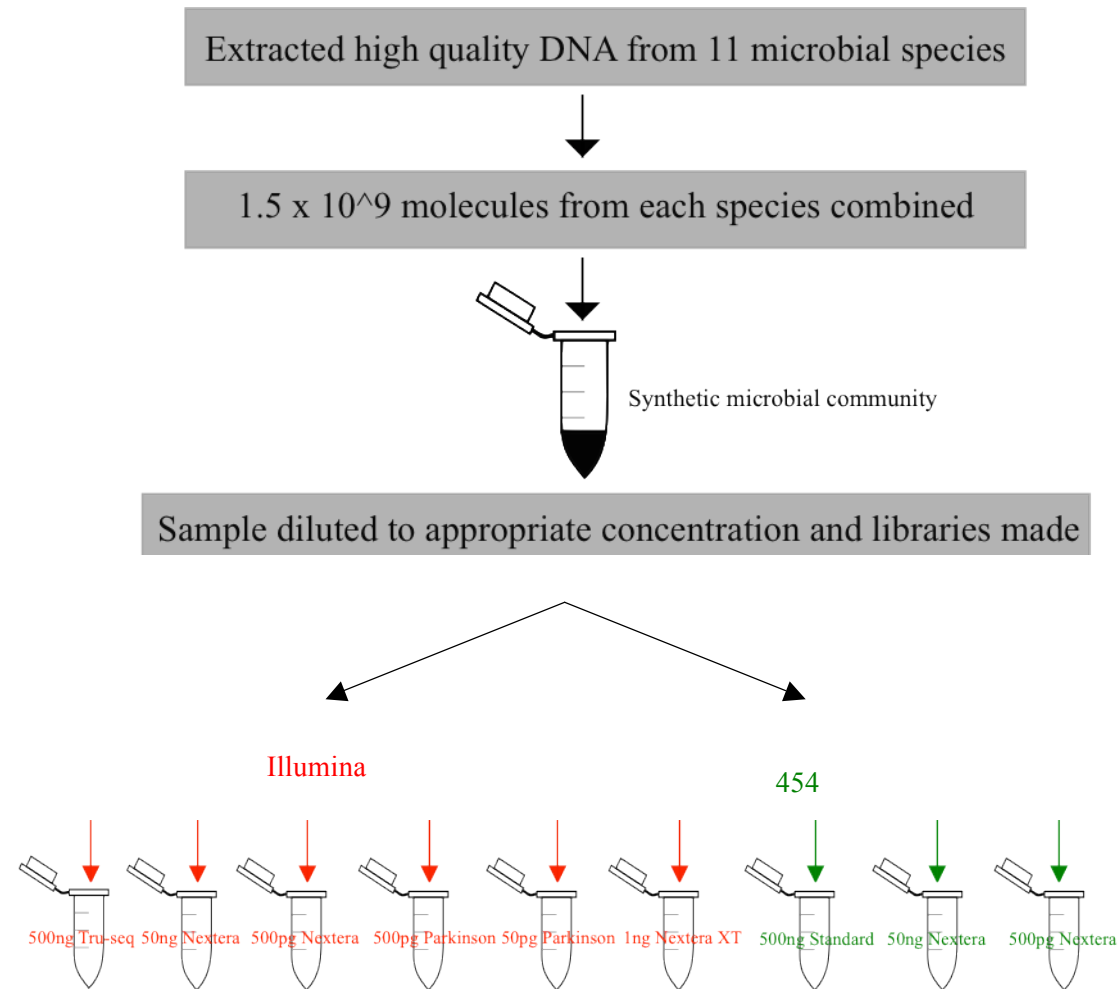 Extracted high quality DNA from 11 microbial species
1.5 x 10^9 molecules from each species combined
Synthetic microbial community
Sample diluted to appropriate concentration and libraries made
Illumina
454
500ng Tru-seq
50ng Nextera
500pg Nextera
500pg Parkinson
50pg Parkinson
1ng Nextera XT
500ng Standard
50ng Nextera
500pg Nextera